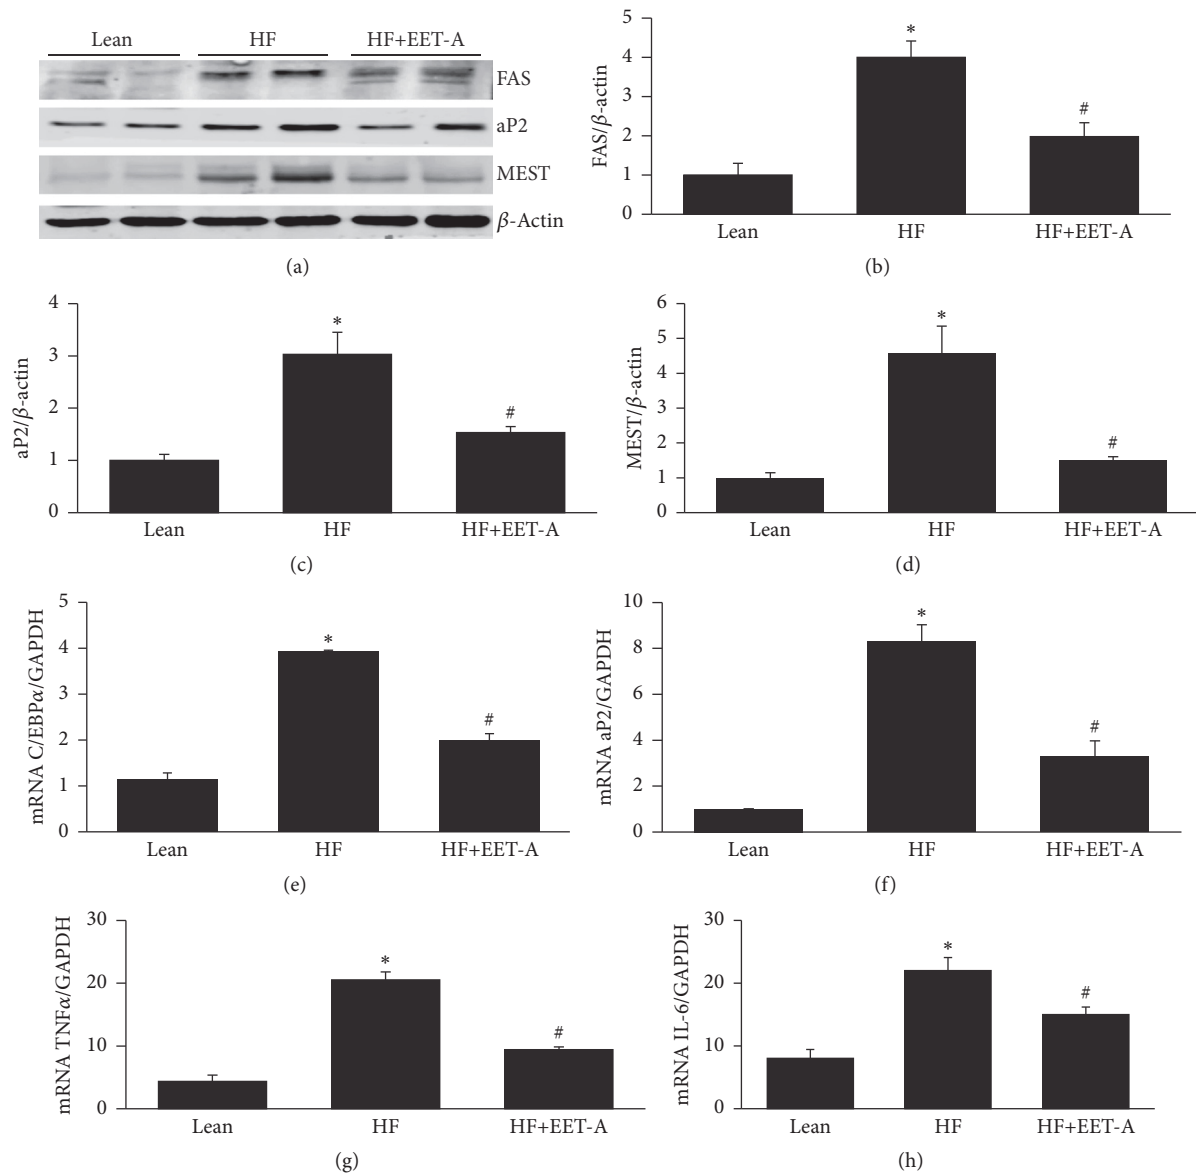 Lean HF HF+EET-A
FAS
aP2
MEST
β-Actin
(a)
FAS/β-actin
5
4
3
2
1
0
*
#
Lean HF HF+EET-A
(b)
aP2/β-actin
4
3
2
1
0
*
#
Lean HF HF+EET-A
(c)
MEST/β-actin
6
5
4
3
2
1
0
*
#
Lean HF HF+EET-A
(d)
mRNA C/EBPα/GAPDH
5
4
3
2
1
0
*
#
Lean HF HF+EET-A
(e)
mRNA aP2/GAPDH
10
8
6
4
2
0
*
#
Lean HF HF+EET-A
(f)
mRNA TNFα/GAPDH
30
20
10
0
*
#
Lean HF HF+EET-A
(g)
mRNA IL-6/GAPDH
30
20
10
0
*
#
Lean HF HF+EET-A
(h)